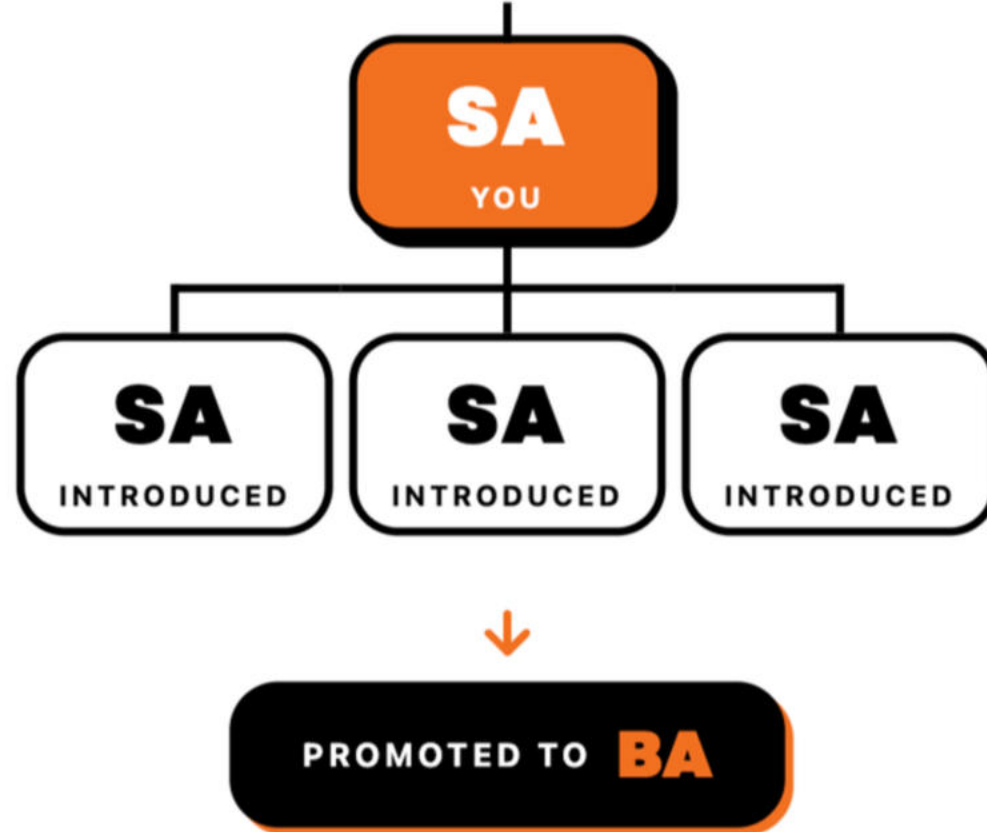 SA
YOU
SA SA SA
INTRODUCED INTRODUCED INTRODUCED
PROMOTED TO BA